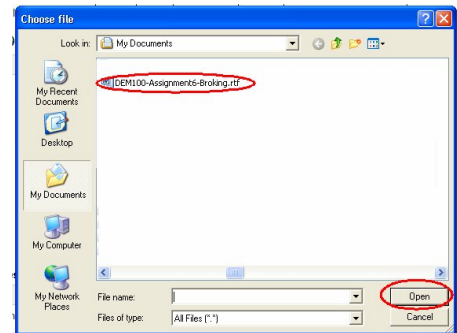 Choose file
Look in:
My Documents
DEM100-Assignment6-Broking.rtf
My Recent
Documents
Desktop
My Documents
My Computer
My Network
Places
File name:
Open
Files of type:
All Files (*.*)
Cancel